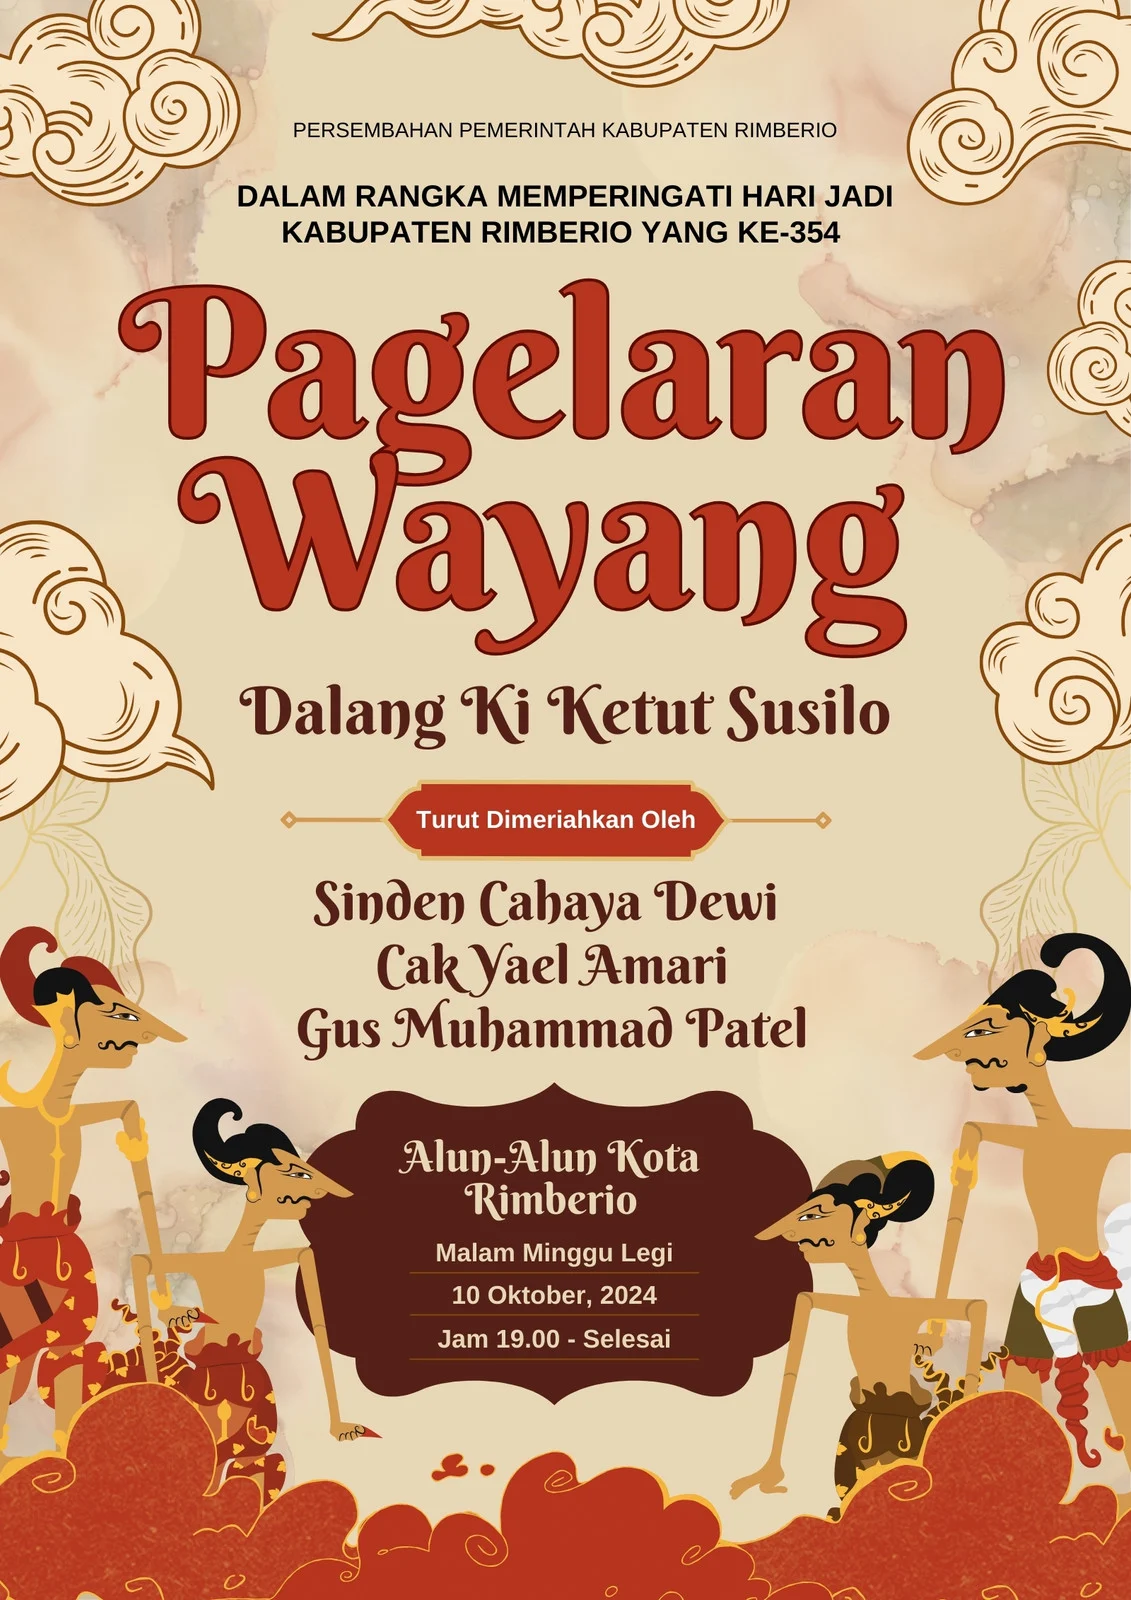 PERSEMBAHAN PEMERINTAH KABUPATEN RIMBERIO
DALAM RANGKA MEMPERINGATI HARI JADI
KABUPATEN RIMBERIO YANG KE-354
Pagelaran
Wayang
Dalang Ki Ketut Susilo
Turut Dimeriahkan Oleh
Sinden Cahaya Dewi
Cak Yael Amari
Gus Muhammad Patel
Alun-Alun Kota
Rimberio
Malam Minggu Legi
10 Oktober, 2024
Jam 19.00 - Selesai